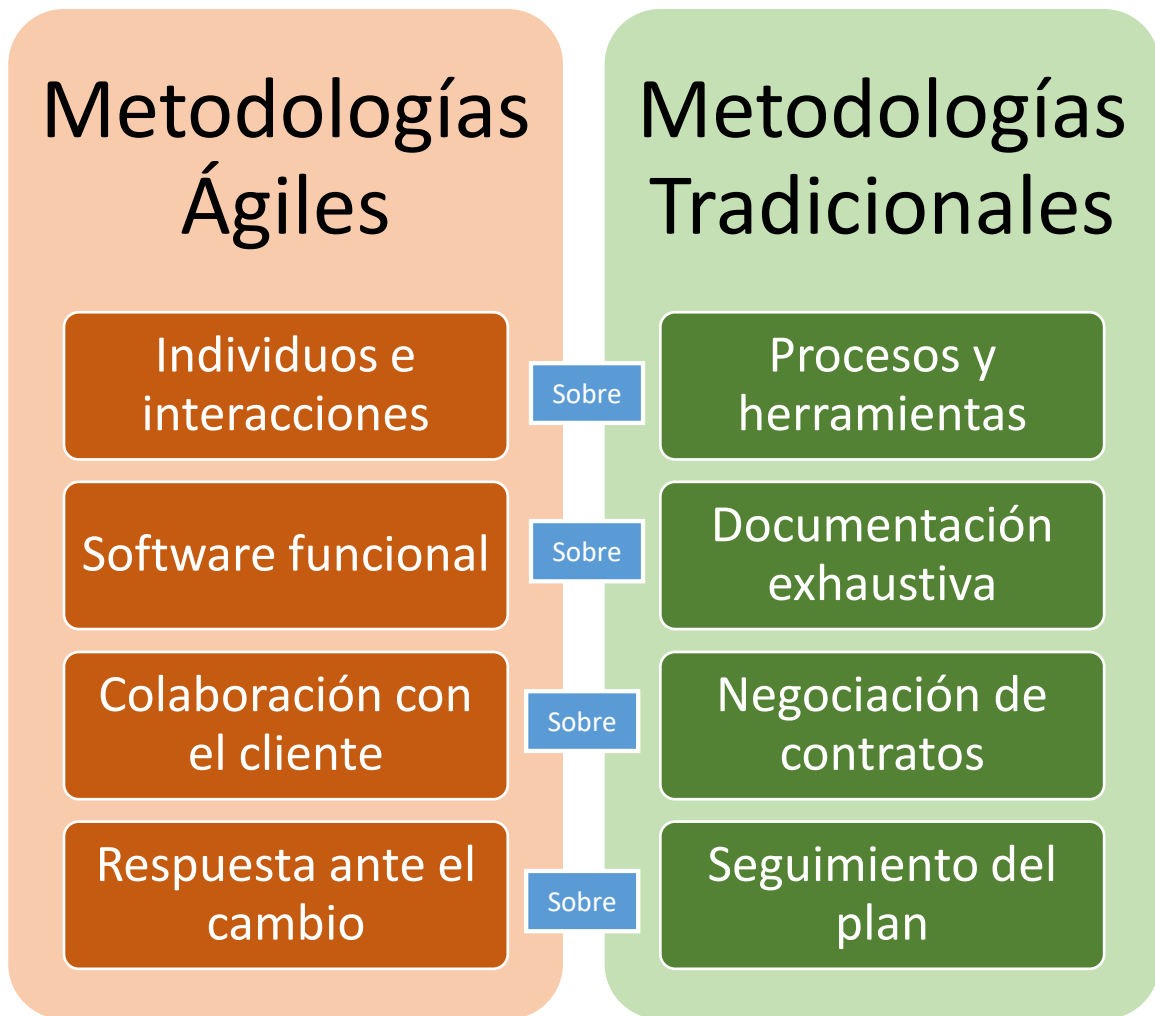 Metodologías
Ágiles
Metodologías
Tradicionales
Individuos e
interacciones
Sobre
Procesos y
herramientas
Software funcional
Sobre
Documentación
exhaustiva
Colaboración con
el cliente
Sobre
Negociación de
contratos
Respuesta ante el
cambio
Sobre
Seguimiento del
plan